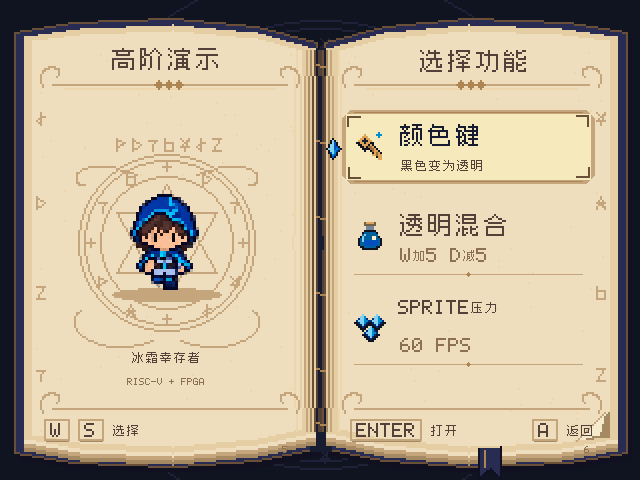 高阶演示
冰霜幸存者
RISC-V + FPGA
W S 选择
选择功能
颜色键
黑色变为透明
透明混合
W加5 D减5
SPRITE压力
60 FPS
ENTER 打开
A 返回
6